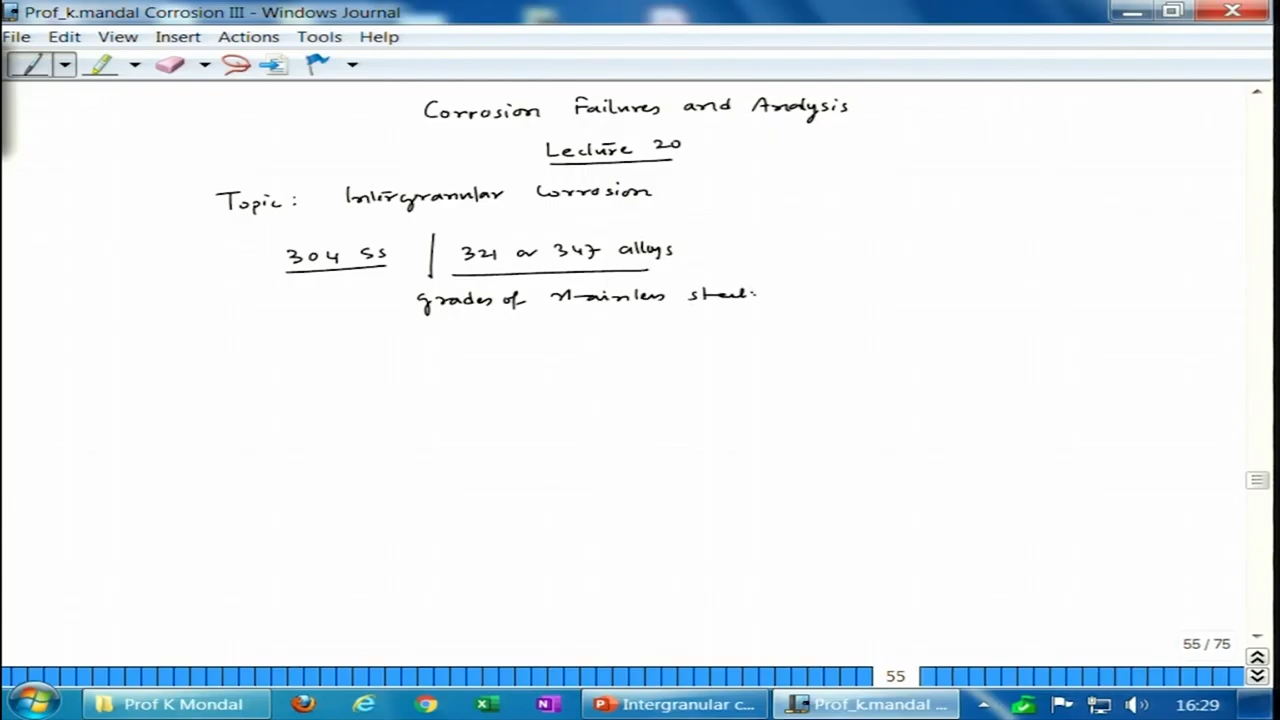 Prof_k.mandal Corrosion III - Windows Journal
File Edit View Insert Actions Tools Help
Corrosion Failures and Analysis
Lecture 20
Topic: Intergranular Corrosion
304 SS | 321 or 347 alloys
grades of stainless steel.
55 / 75
55
Prof K Mondal
Intergranular c...
Prof_k.mandal ...
16:29